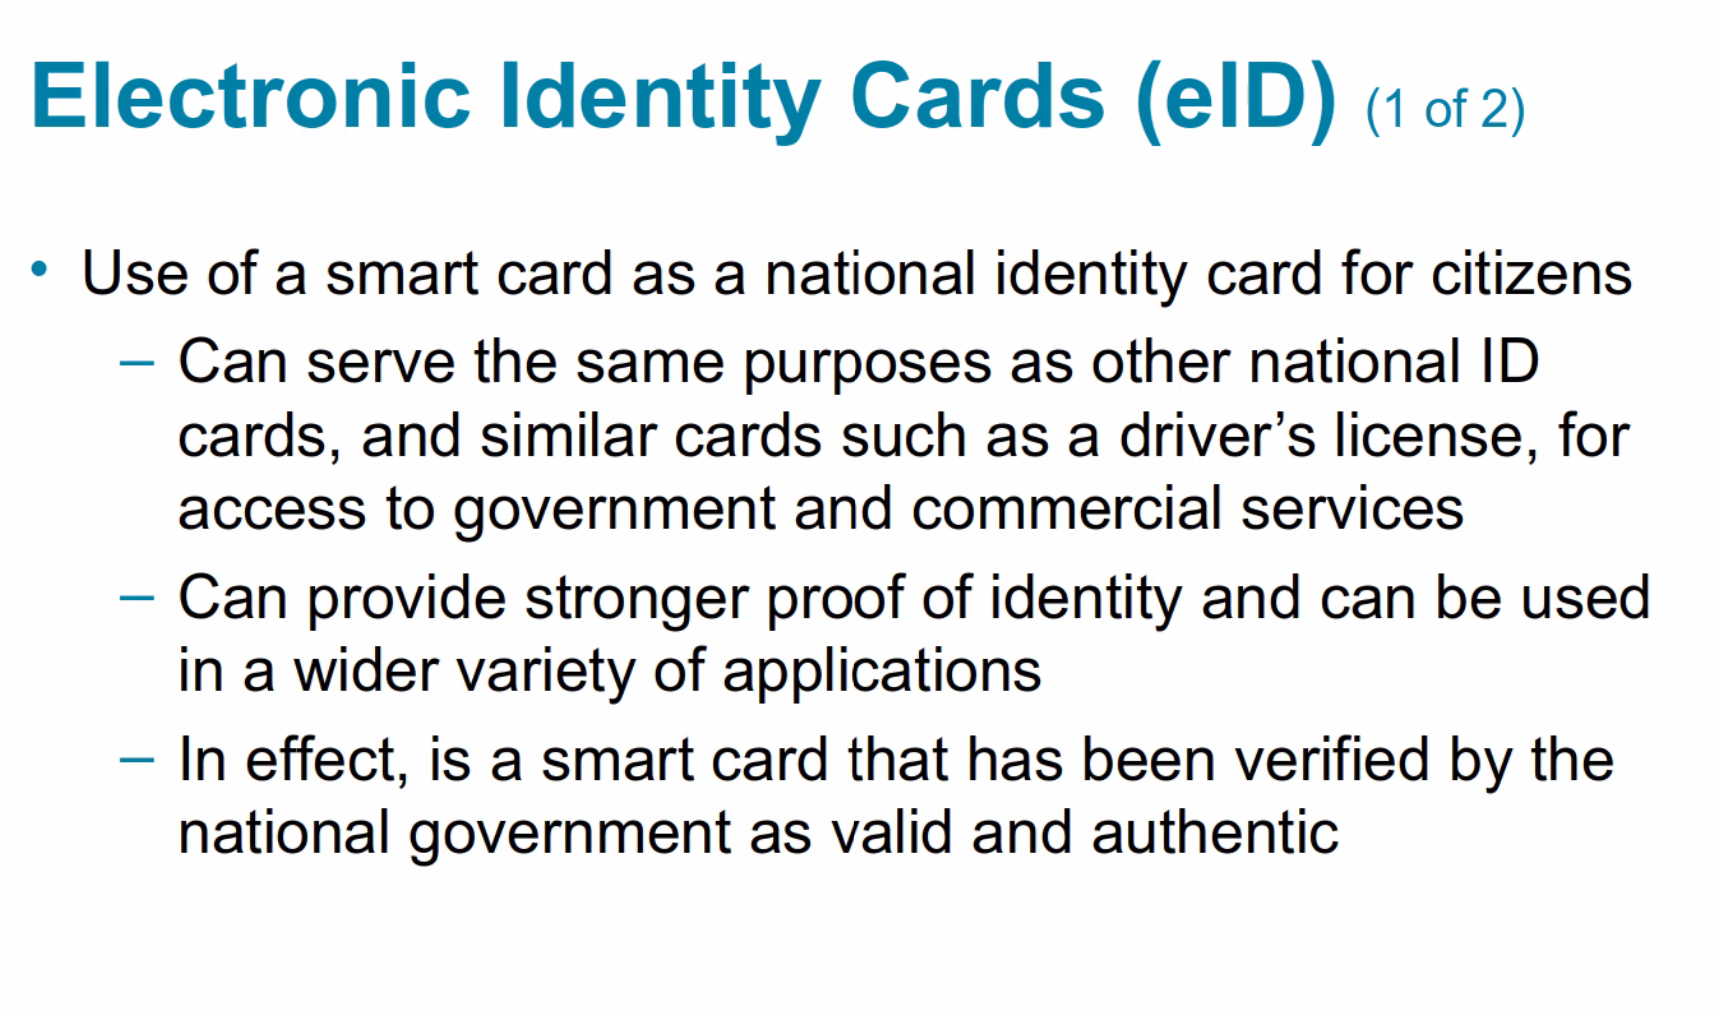 Electronic Identity Cards (eID) (1 of 2)
• Use of a smart card as a national identity card for citizens
– Can serve the same purposes as other national ID
cards, and similar cards such as a driver’s license, for
access to government and commercial services
– Can provide stronger proof of identity and can be used
in a wider variety of applications
– In effect, is a smart card that has been verified by the
national government as valid and authentic